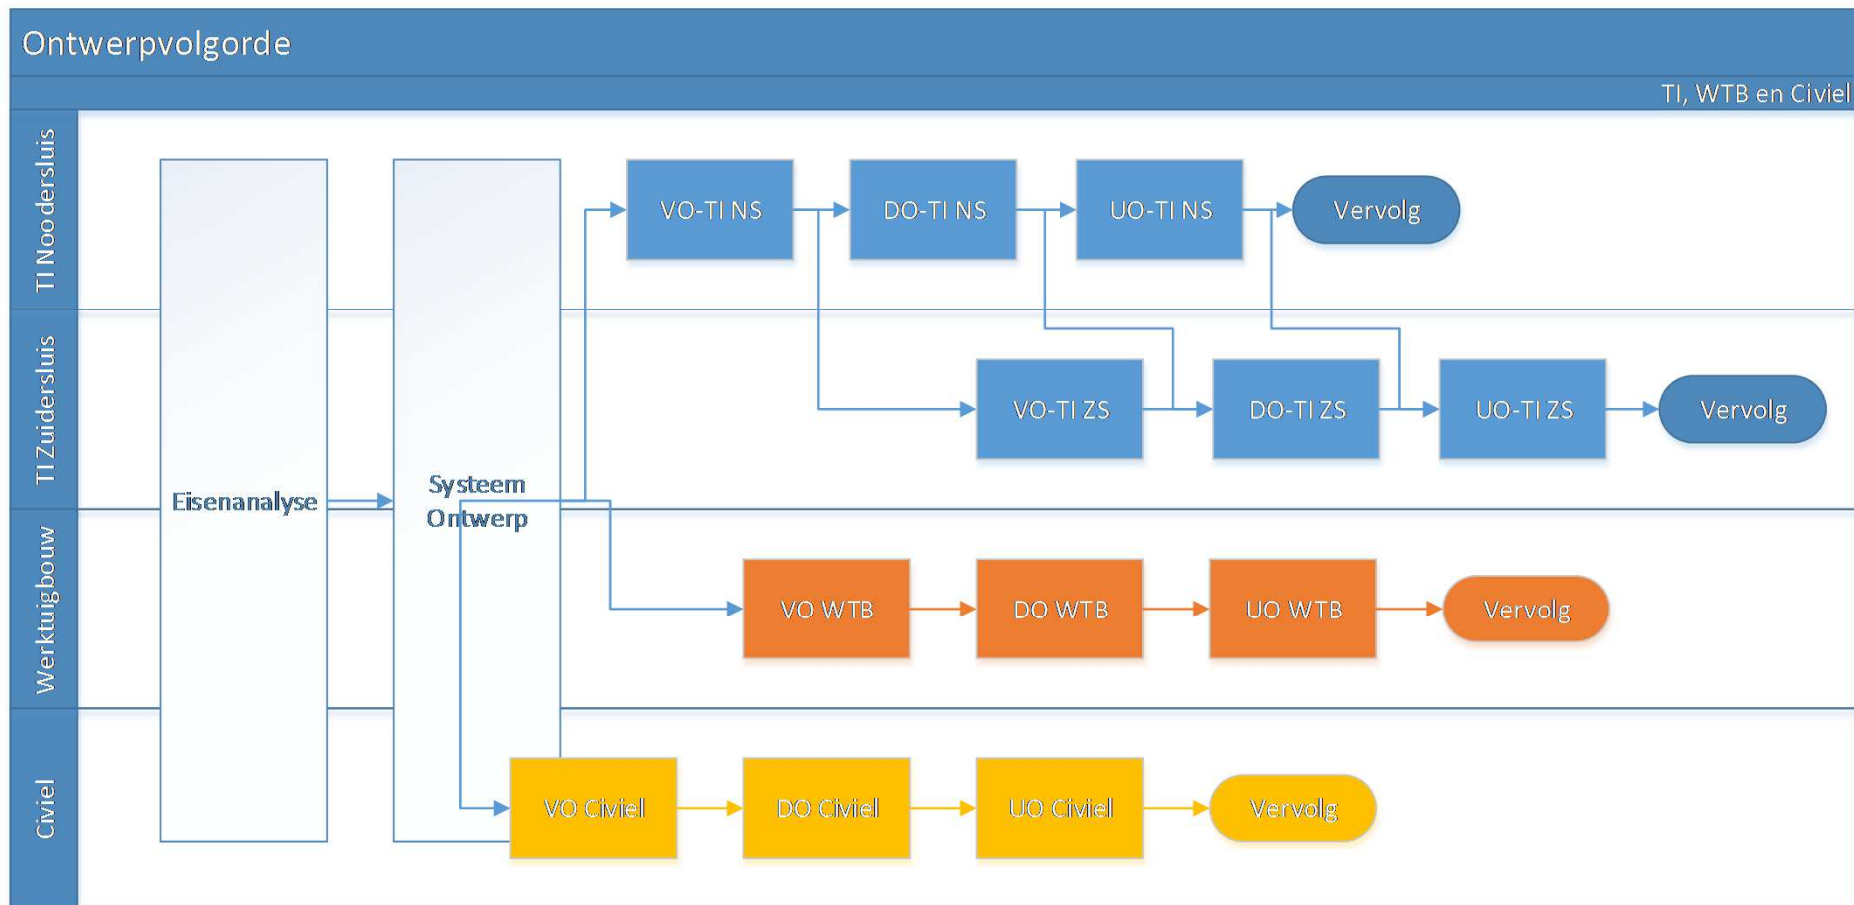 Ontwerpvolgorde
TI, WTB en Civiel
TI Noodersluis
VO-TI NS
DO-TI NS
UO-TI NS
Vervolg
TI Zuidersluis
VO-TI ZS
DO-TI ZS
UO-TI ZS
Vervolg
Eisenanalyse
Systeem
Ontwerp
Werktuigbouw
VO WTB
DO WTB
UO WTB
Vervolg
Civiel
VO Civiel
DO Civiel
UO Civiel
Vervolg